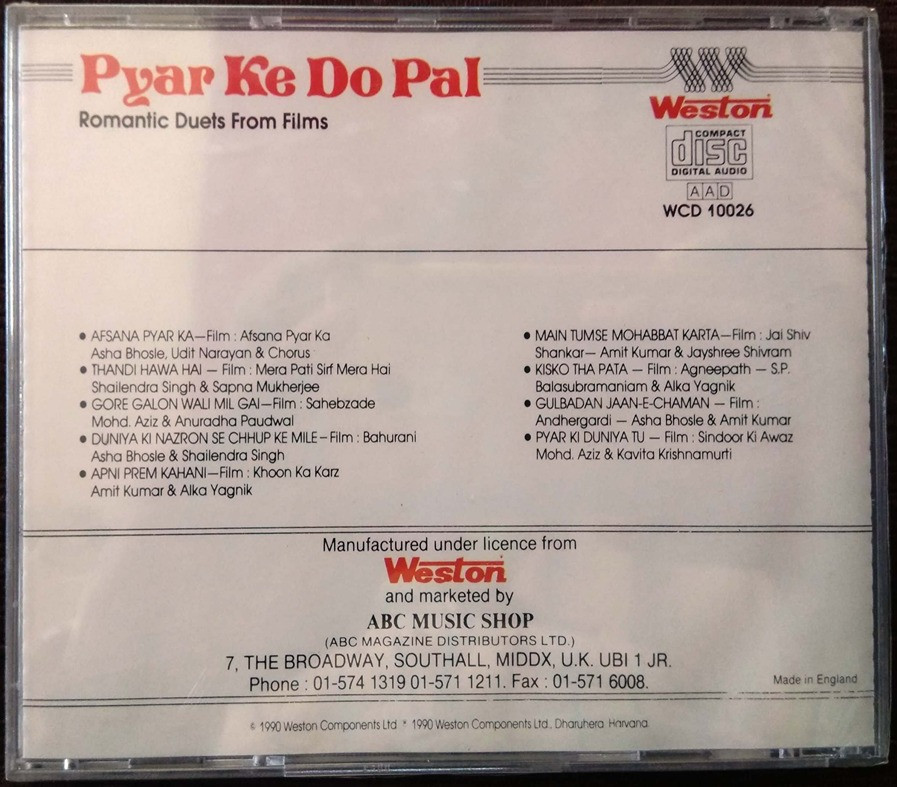 Pyar Ke Do Pal
Romantic Duets From Films
Weston
COMPACT
disc
DIGITAL AUDIO
AAD
WCD 10026
● AFSANA PYAR KA—Film : Afsana Pyar Ka
Asha Bhosle, Udit Narayan & Chorus
● THANDI HAWA HAI — Film : Mera Pati Sirf Mera Hai
Shailendra Singh & Sapna Mukherjee
● GORE GALON WALI MIL GAI—Film : Sahebzade
Mohd. Aziz & Anuradha Paudwal
● DUNIYA KI NAZRON SE CHHUP KE MILE—Film : Bahurani
Asha Bhosle & Shailendra Singh
● APNI PREM KAHANI—Film : Khoon Ka Karz
Amit Kumar & Alka Yagnik
● MAIN TUMSE MOHABBAT KARTA—Film : Jai Shiv
Shankar— Amit Kumar & Jayshree Shivram
● KISKO THA PATA — Film : Agneepath — S.P.
Balasubramaniam & Alka Yagnik
● GULBADAN JAAN-E-CHAMAN — Film :
Andhergardi — Asha Bhosle & Amit Kumar
● PYAR KI DUNIYA TU — Film : Sindoor Ki Awaz
Mohd. Aziz & Kavita Krishnamurti
Manufactured under licence from
Weston
and marketed by
ABC MUSIC SHOP
(ABC MAGAZINE DISTRIBUTORS LTD.)
7, THE BROADWAY, SOUTHALL, MIDDX, U.K. UBI 1 JR.
Phone : 01-574 1319 01-571 1211. Fax : 01-571 6008.
Made in England
© 1990 Weston Components Ltd * 1990 Weston Components Ltd., Dharuhera Harvana